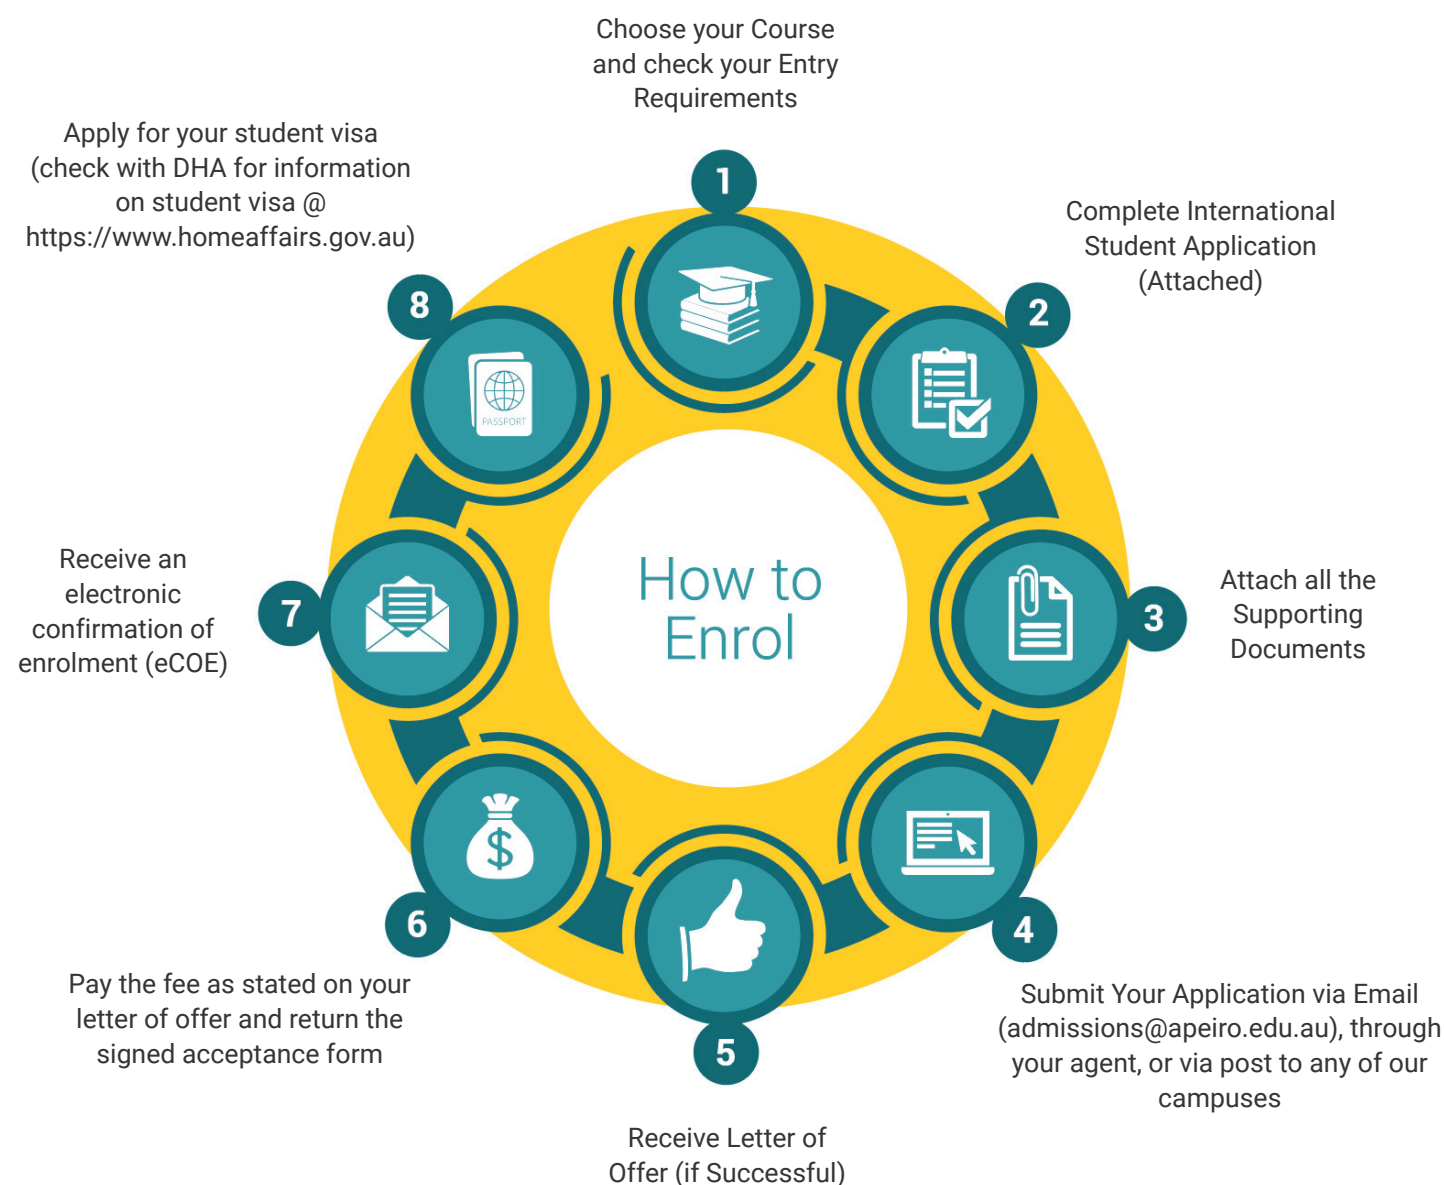 Choose your Course
and check your Entry
Requirements
1
Complete International
Student Application
(Attached)
2
Attach all the
Supporting
Documents
3
Submit Your Application via Email
(admissions@apeiro.edu.au), through
your agent, or via post to any of our
campuses
4
Receive Letter of
Offer (if Successful)
5
Pay the fee as stated on your
letter of offer and return the
signed acceptance form
6
Receive an
electronic
confirmation of
enrolment (eCOE)
7
Apply for your student visa
(check with DHA for information
on student visa @
https://www.homeaffairs.gov.au)
8
PASSPORT
How to
Enrol